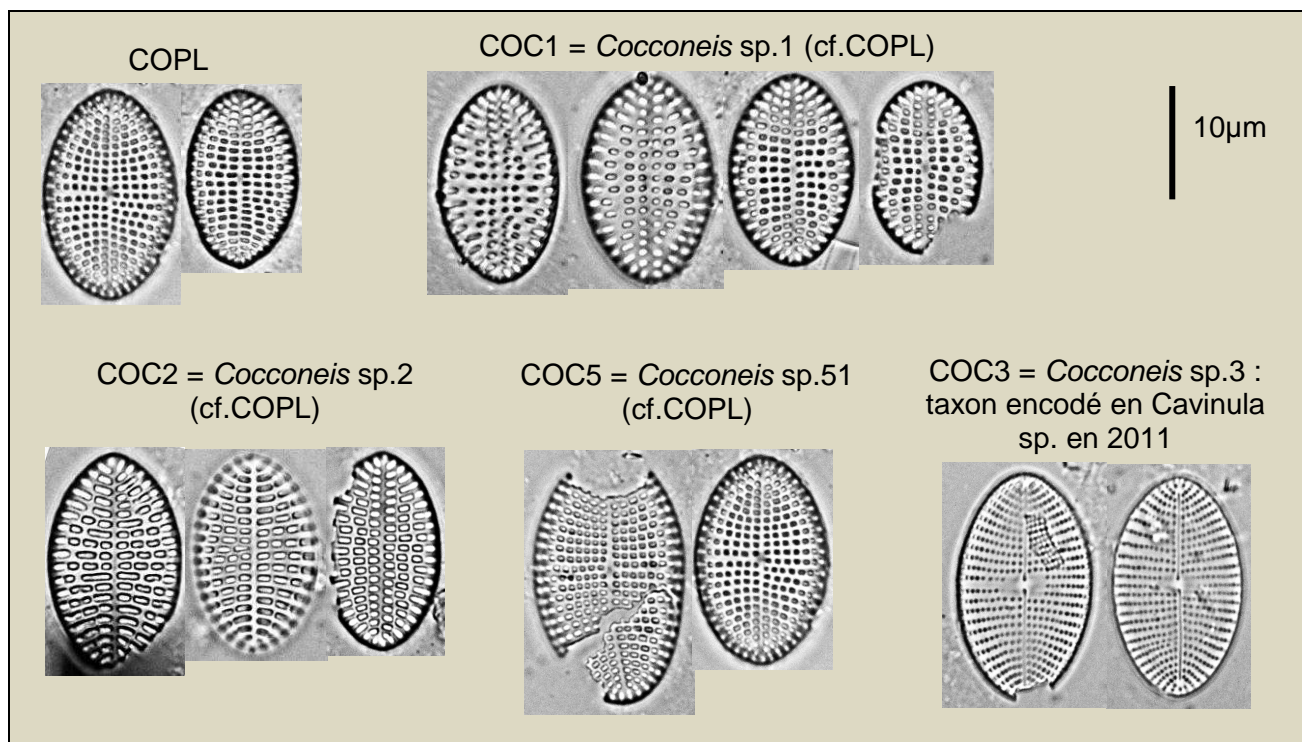 COPL
COC1 = Cocconeis sp.1 (cf.COPL)
10µm
COC2 = Cocconeis sp.2
(cf.COPL)
COC5 = Cocconeis sp.51
(cf.COPL)
COC3 = Cocconeis sp.3 :
taxon encodé en Cavinula
sp. en 2011